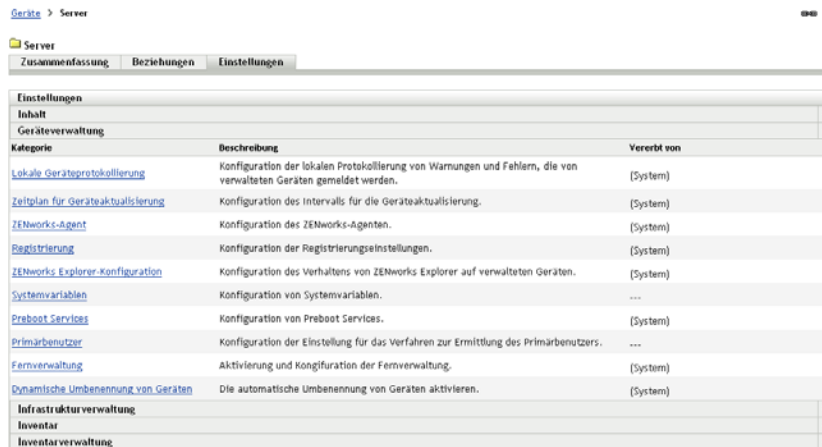 Geräte > Server
Server
Zusammenfassung Beziehungen Einstellungen
Einstellungen
Inhalt
Geräteverwaltung
Kategorie Beschreibung Vererbt von
Lokale Geräteprotokollierung Konfiguration der lokalen Protokollierung von Warnungen und Fehlern, die von verwalteten Geräten gemeldet werden. (System)
Zeitplan für Geräteaktualisierung Konfiguration des Intervalls für die Geräteaktualisierung. (System)
ZENworks-Agent Konfiguration des ZENworks-Agenten. (System)
Registrierung Konfiguration der Registrierungseinstellungen. (System)
ZENworks Explorer-Konfiguration Konfiguration des Verhaltens von ZENworks Explorer auf verwalteten Geräten. (System)
Systemvariablen Konfiguration von Systemvariablen. ---
Preboot Services Konfiguration von Preboot Services. (System)
Primärbenutzer Konfiguration der Einstellung für das Verfahren zur Ermittlung des Primärbenutzers. ---
Fernverwaltung Aktivierung und Kongifuration der Fernverwaltung. (System)
Dynamische Umbenennung von Geräten Die automatische Umbenennung von Geräten aktivieren. (System)
Infrastrukturverwaltung
Inventar
Inventarverwaltung